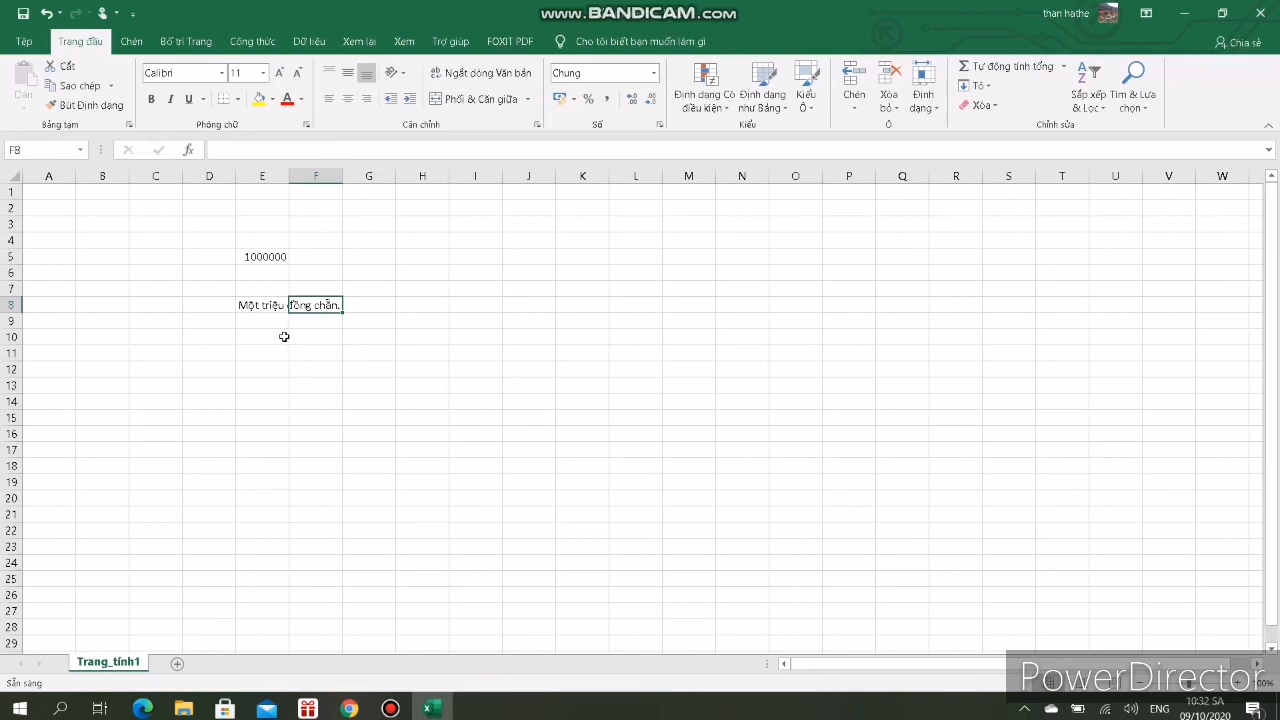 www.BANDICAM.com
than hathe
Tệp Trang đầu Chèn Bố trí Trang Công thức Dữ liệu Xem lại Xem Trợ giúp FOXIT PDF Cho tôi biết bạn muốn làm gì Chia sẻ
Dán
Cắt
Sao chép
Bút Định dạng
Bảng tạm
Calibri 11
B I U
Phông chữ
Ngắt dòng Văn bản
Phối & Căn giữa
Căn chỉnh
Chung
%
Số
Định dạng Có điều kiện
Định dạng như Bảng
Kiểu Ô
Kiểu
Chèn
Xóa bỏ
Định dạng
Ô
Tự động tính tổng
Tô
Xóa
Sắp xếp & Lọc
Tìm & Lựa chọn
Chỉnh sửa
F8
fx
A B C D E F G H I J K L M N O P Q R S T U V W
1
2
3
4
5 1000000
6
7
8 Một triệu đồng chẵn.
9
10
11
12
13
14
15
16
17
18
19
20
21
22
23
24
25
26
27
28
29
Trang_tính1
Sẵn sàng
PowerDirector
ENG
10:32 SA
09/10/2020